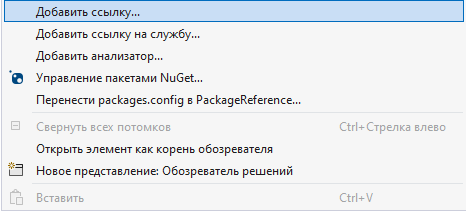 Добавить ссылку...
Добавить ссылку на службу...
Добавить анализатор...
Управление пакетами NuGet...
Перенести packages.config в PackageReference...
Свернуть всех потомков Ctrl+Стрелка влево
Открыть элемент как корень обозревателя
Новое представление: Обозреватель решений
Вставить Ctrl+V